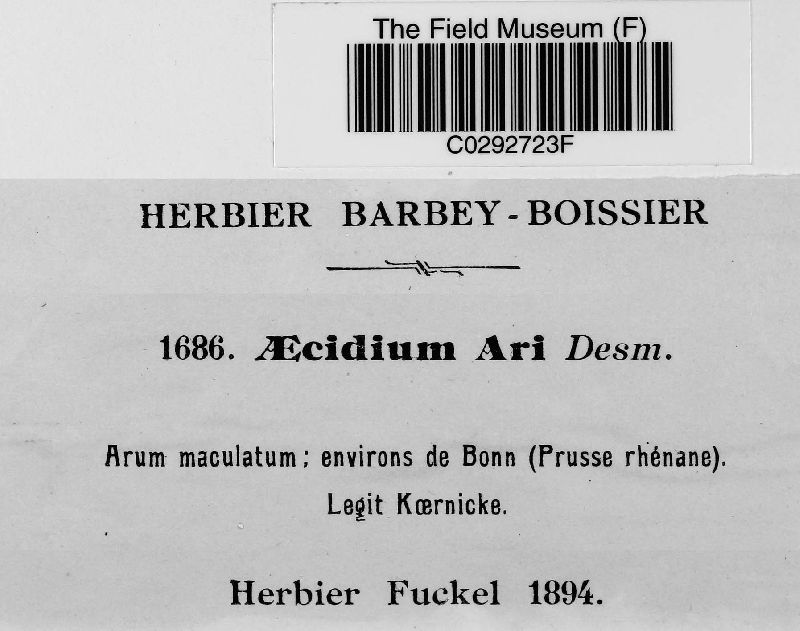 The Field Museum (F)
C0292723F
HERBIER BARBEY-BOISSIER
1686. Æcidium Ari Desm.
Arum maculatum; environs de Bonn (Prusse rhénane).
Legit Kœrnicke.
Herbier Fuckel 1894.